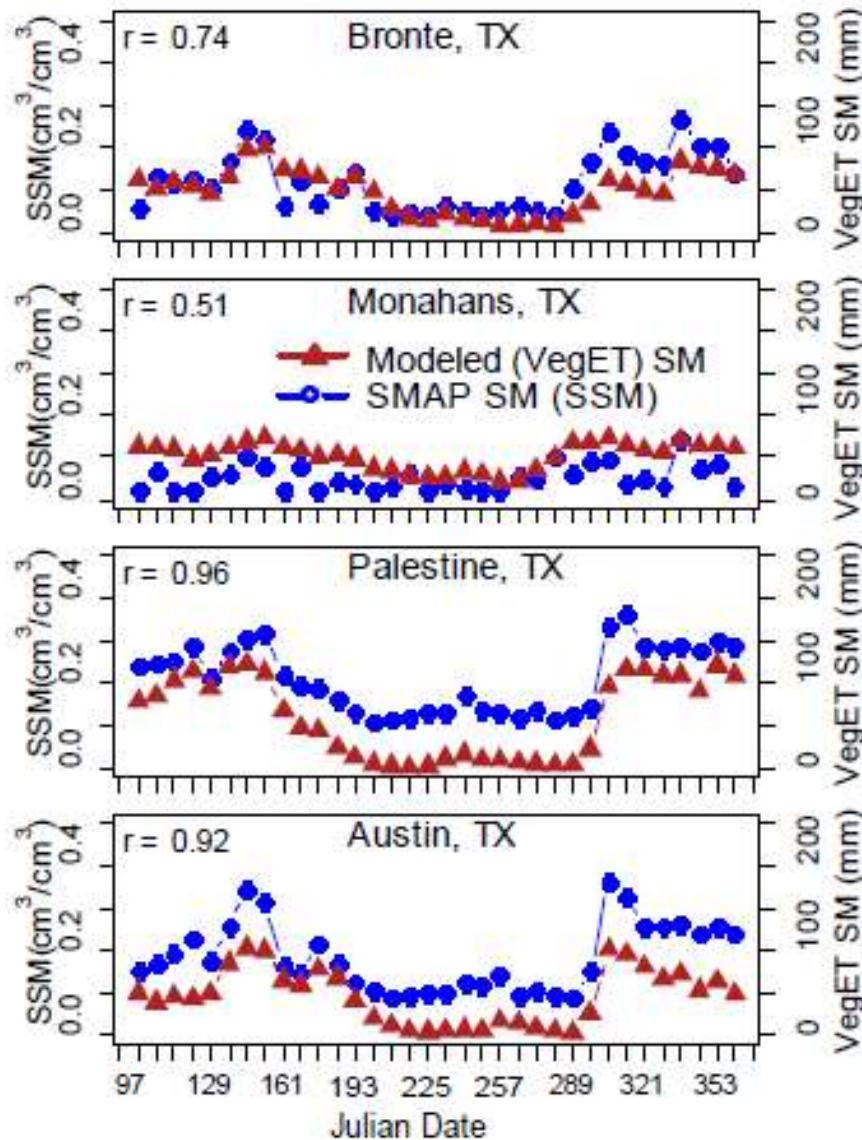 r = 0.74
Bronte, TX
SSM(cm³/cm³)
0.0 0.2 0.4
VegET SM (mm)
0 100 200
r = 0.51
Monahans, TX
Modeled (VegET) SM
SMAP SM (SSM)
SSM(cm³/cm³)
0.0 0.2 0.4
VegET SM (mm)
0 100 200
r = 0.96
Palestine, TX
SSM(cm³/cm³)
0.0 0.2 0.4
VegET SM (mm)
0 100 200
r = 0.92
Austin, TX
SSM(cm³/cm³)
0.0 0.2 0.4
VegET SM (mm)
0 100 200
97 129 161 193 225 257 289 321 353
Julian Date